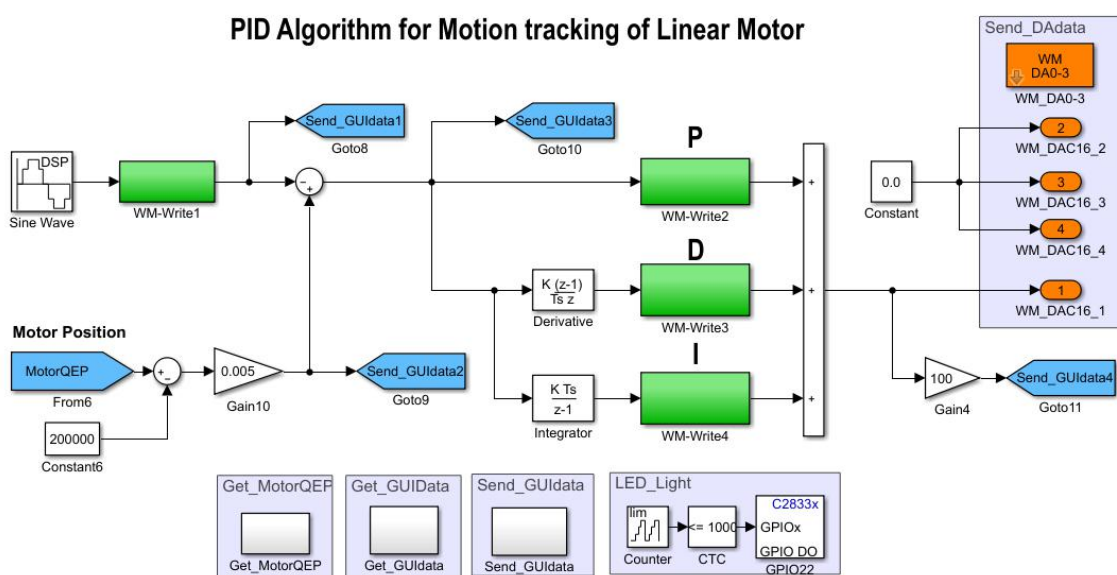 PID Algorithm for Motion tracking of Linear Motor
Send_DAdata
WM
DA0-3
WM_DA0-3
Send_GUIdata1
Goto8
Send_GUIdata3
Goto10
2
WM_DAC16_2
DSP
Sine Wave
WM-Write1
-
+
P
WM-Write2
+
0.0
Constant
3
WM_DAC16_3
4
WM_DAC16_4
D
K (z-1)
Ts z
Derivative
WM-Write3
+
1
WM_DAC16_1
Motor Position
MotorQEP
From6
+
-
0.005
Gain10
Send_GUIdata2
Goto9
I
K Ts
z-1
Integrator
WM-Write4
+
100
Gain4
Send_GUIdata4
Goto11
200000
Constant6
Get_MotorQEP
Get_MotorQEP
Get_GUIData
Get_GUIdata
Send_GUIdata
Send_GUIdata
LED_Light
lim
Counter
<= 1000
CTC
C2833x
GPIOx
GPIO DO
GPIO22